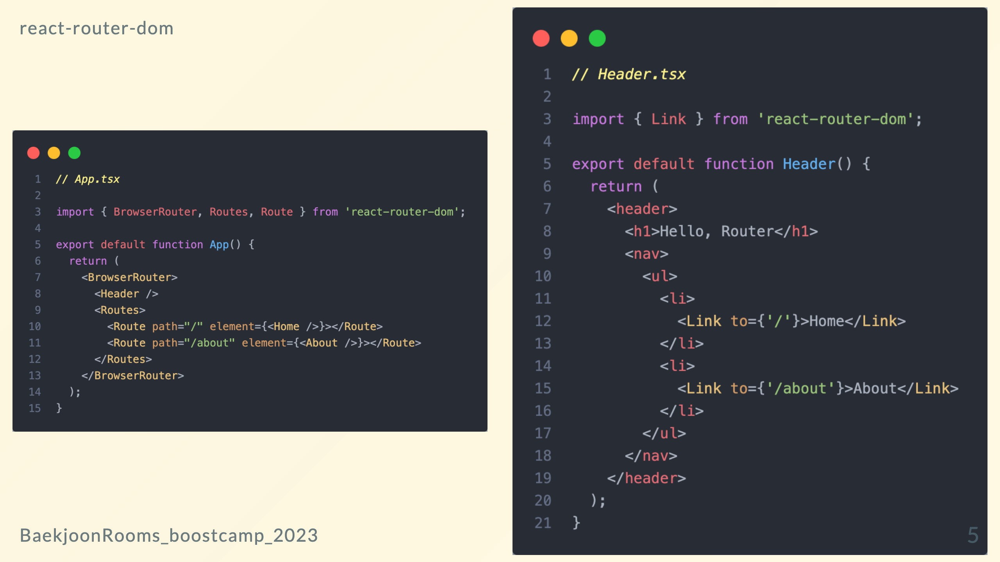 react-router-dom
1 // App.tsx
2
3 import { BrowserRouter, Routes, Route } from 'react-router-dom';
4
5 export default function App() {
6   return (
7     <BrowserRouter>
8       <Header />
9       <Routes>
10         <Route path="/" element={<Home />}></Route>
11         <Route path="/about" element={<About />}></Route>
12       </Routes>
13     </BrowserRouter>
14   );
15 }
1 // Header.tsx
2
3 import { Link } from 'react-router-dom';
4
5 export default function Header() {
6   return (
7     <header>
8       <h1>Hello, Router</h1>
9       <nav>
10         <ul>
11           <li>
12             <Link to={'/'}>Home</Link>
13           </li>
14           <li>
15             <Link to={'/about'}>About</Link>
16           </li>
17         </ul>
18       </nav>
19     </header>
20   );
21 }
BaekjoonRooms_boostcamp_2023
5